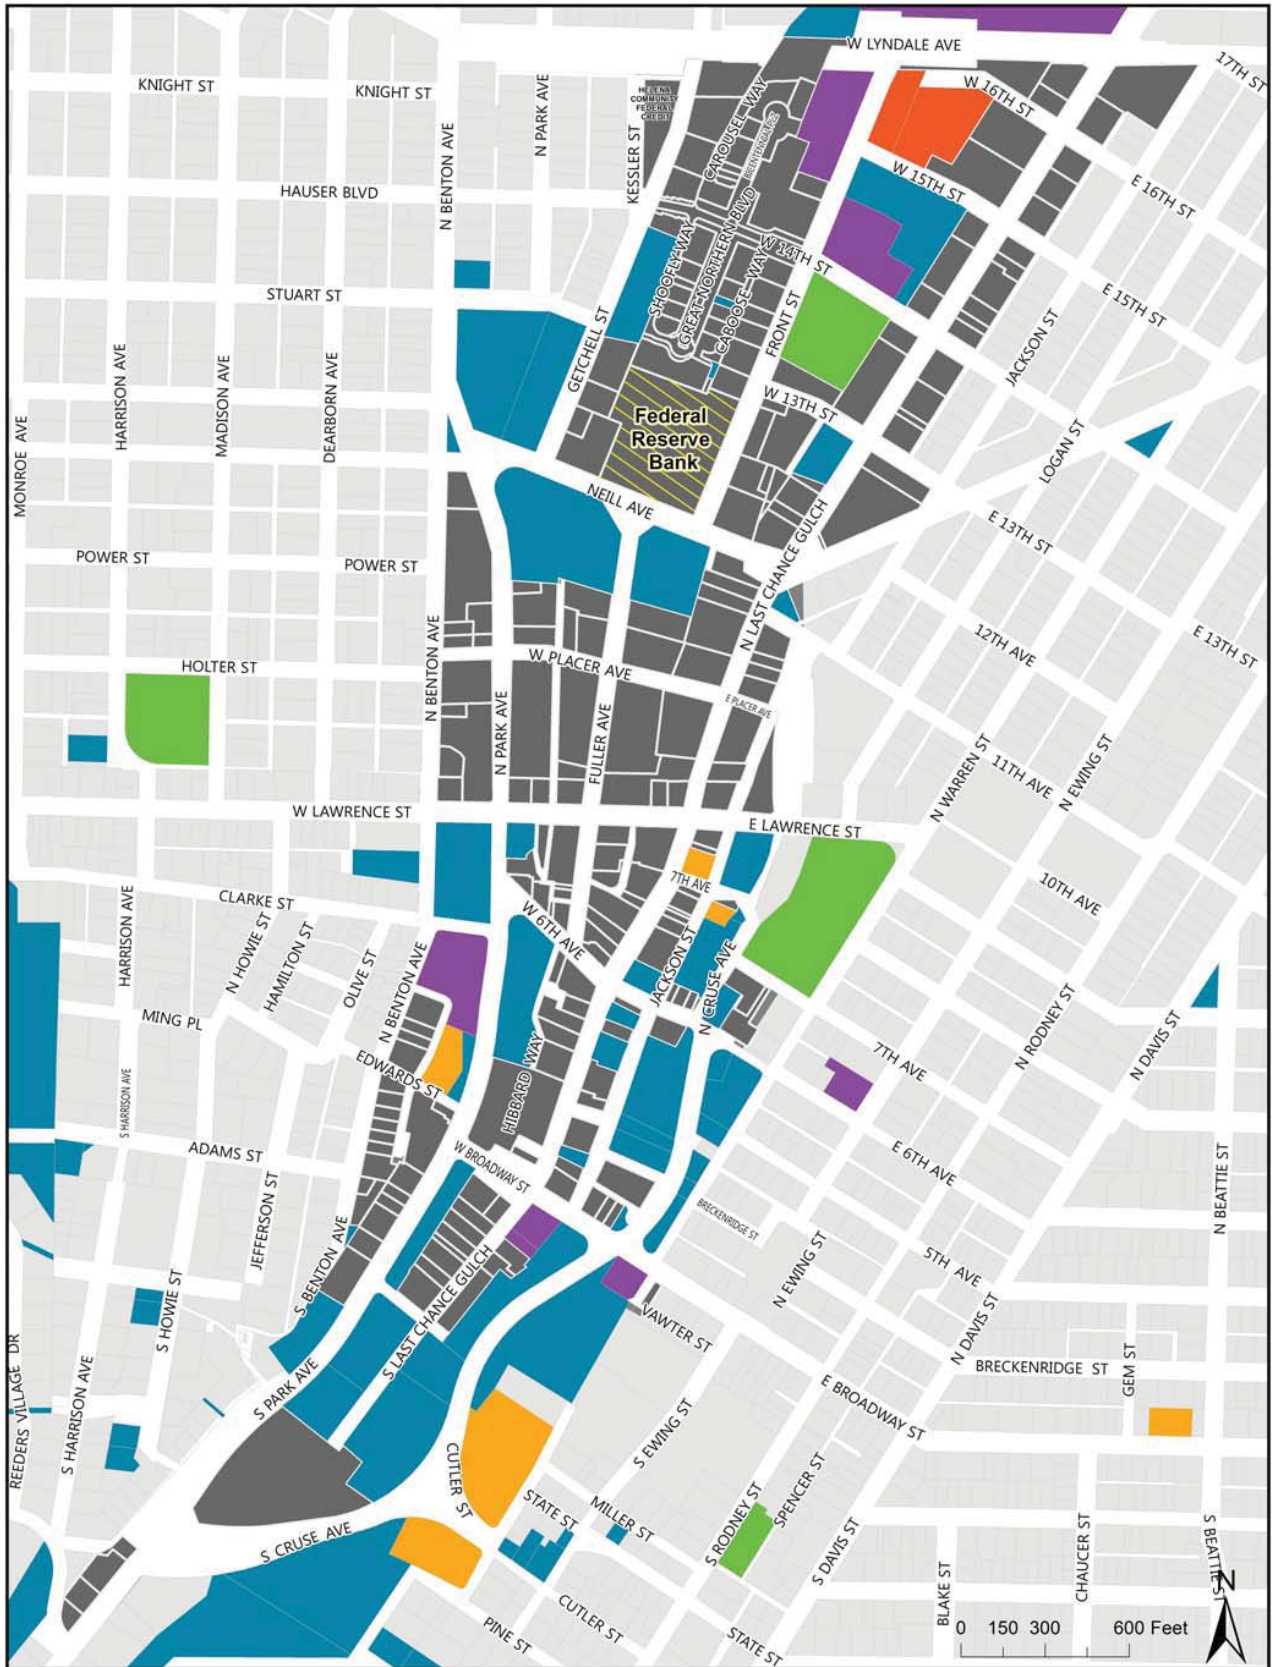 W LYNDALE AVE
17TH ST
KNIGHT ST
KNIGHT ST
N PARK AVE
HELENA
COMMUNITY
FEDERAL
CREDIT
CAROUSEL WAY
W 16TH ST
N BENTON AVE
KESSLER ST
BICENTENNIAL PLZ
HAUSER BLVD
W 15TH ST
E 16TH ST
SHOOFLY WAY
GREAT NORTHERN BLVD
W 14TH ST
CABOOSE WAY
STUART ST
E 15TH ST
FRONT ST
GETCHELL ST
JACKSON ST
HARRISON AVE
MADISON AVE
DEARBORN AVE
W 13TH ST
Federal
Reserve
Bank
MONROE AVE
LOGAN ST
NEILL AVE
E 13TH ST
N LAST CHANCE GULCH
POWER ST
POWER ST
12TH AVE
E 13TH ST
N BENTON AVE
HOLTER ST
W PLACER AVE
E PLACER AVE
N PARK AVE
FULLER AVE
N WARREN ST
11TH AVE
N EWING ST
W LAWRENCE ST
E LAWRENCE ST
7TH AVE
10TH AVE
CLARKE ST
HARRISON AVE
N HOWIE ST
HAMILTON ST
OLIVE ST
W 6TH AVE
JACKSON ST
N CRUSE AVE
N BENTON AVE
MING PL
N RODNEY ST
N DAVIS ST
7TH AVE
EDWARDS ST
HIBBARD WAY
S HARRISON AVE
ADAMS ST
W BROADWAY ST
E 6TH AVE
N BEATTIE ST
JEFFERSON ST
BRECKENRIDGE ST
5TH AVE
S BENTON AVE
S LAST CHANCE GULCH
N EWING ST
S HOWIE ST
VAWTER ST
N DAVIS ST
REEDERS VILLAGE DR
S HARRISON AVE
S PARK AVE
BRECKENRIDGE ST
GEM ST
E BROADWAY ST
S EWING ST
CUTLER ST
STATE ST
MILLER ST
S RODNEY ST
SPENCER ST
S CRUSE AVE
S DAVIS ST
CHAUCER ST
S BEATTIE ST
BLAKE ST
N
PINE ST
CUTLER ST
STATE ST
0 150 300 600 Feet